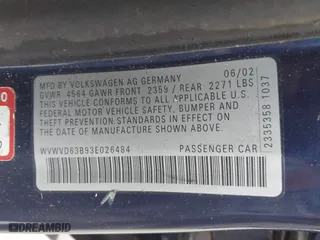 MFD. BY VOLKSWAGEN AG GERMANY 06/02
GVWR 4564 GAWR FRONT 2359 / REAR 2271 LBS
THIS VEHICLE CONFORMS TO ALL APPLICABLE U.S.
FEDERAL MOTOR VEHICLE SAFETY, BUMPER AND
THEFT PREVENTION STANDARDS IN EFFECT ON THE
DATE OF MANUFACTURE SHOWN ABOVE.
WVWVD63B93E026484 PASSENGER CAR
2335358 1037
DREAMBID